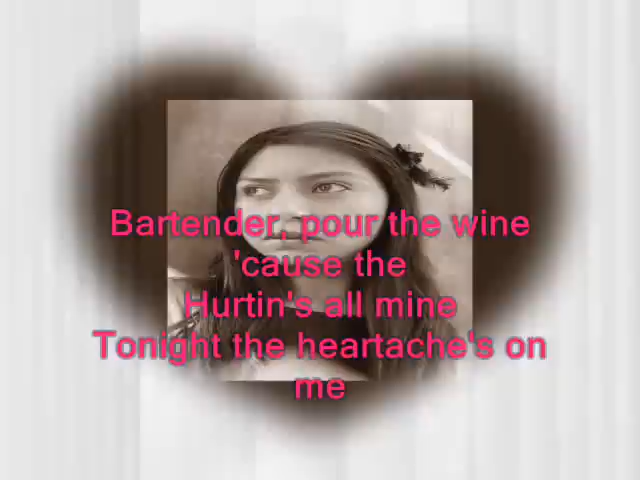 Bartender, pour the wine
'cause the
Hurtin's all mine
Tonight the heartache's on
me